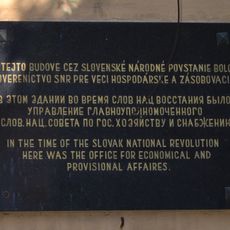 TEJTO BUDOVE CEZ SLOVENSKÉ NÁRODNÉ POVSTANIE BOLO
OVERENÍCTVO SNR PRE VECI HOSPODÁRSKE A ZÁSOBOVACI
В ЭТОМ ЗДАНИИ ВО ВРЕМЯ СЛОВ. НАЦ. ВОССТАНИЯ БЫЛО
УПРАВЛЕНИЕ ГЛАВНОУПОЛНОМОЧЕННОГО
СЛОВ. НАЦ. СОВЕТА ПО ГОС. ХОЗЯЙСТВУ И СНАБЖЕНИЮ
IN THE TIME OF THE SLOVAK NATIONAL REVOLUTION
HERE WAS THE OFFICE FOR ECONOMICAL AND
PROVISIONAL AFFAIRES.